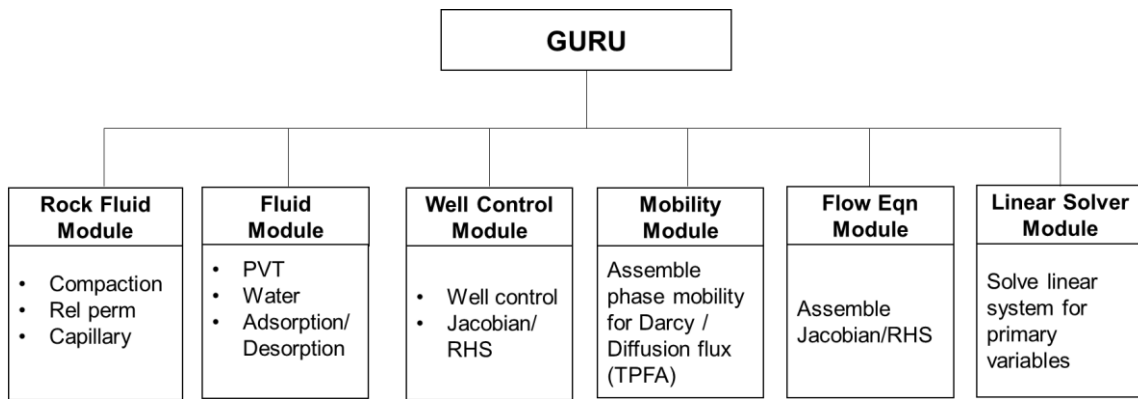 GURU
Rock Fluid
Module
• Compaction
• Rel perm
• Capillary
Fluid
Module
• PVT
• Water
• Adsorption/
Desorption
Well Control
Module
• Well control
• Jacobian/
RHS
Mobility
Module
Assemble
phase mobility
for Darcy /
Diffusion flux
(TPFA)
Flow Eqn
Module
Assemble
Jacobian/RHS
Linear Solver
Module
Solve linear
system for
primary
variables